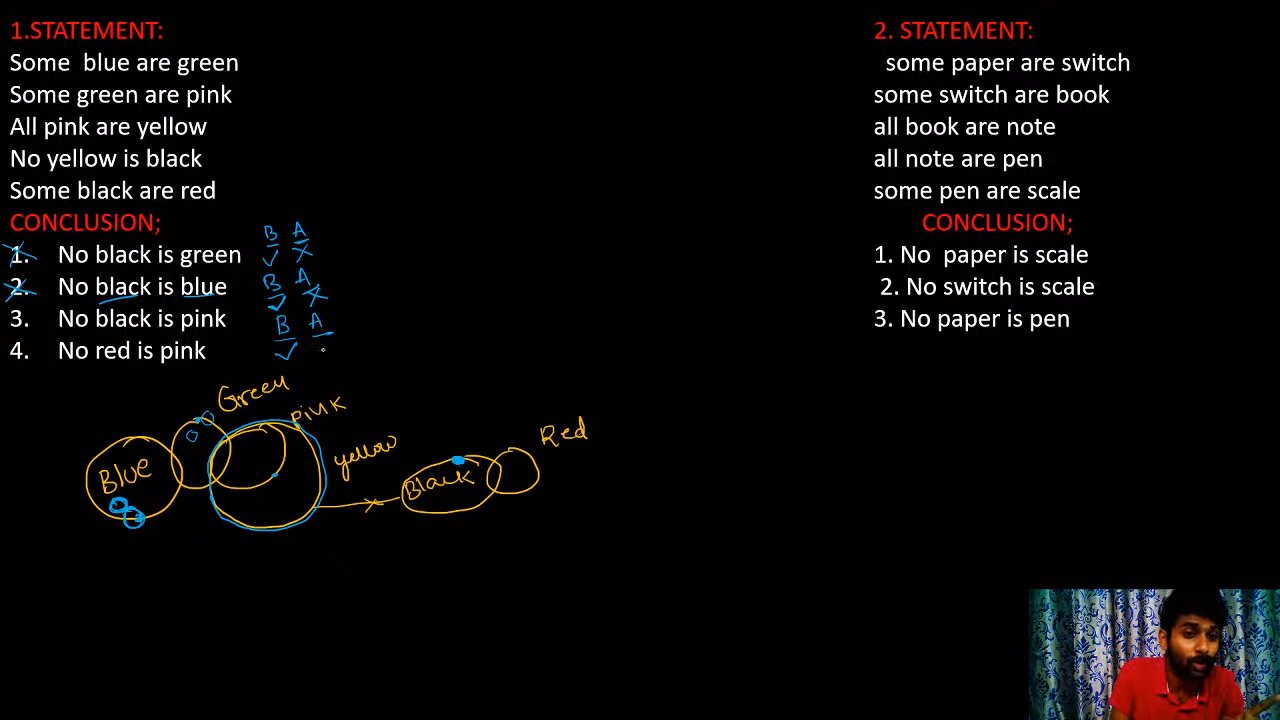 1.STATEMENT:
Some blue are green
Some green are pink
All pink are yellow
No yellow is black
Some black are red
CONCLUSION;
1. No black is green
2. No black is blue
3. No black is pink
4. No red is pink
B A
B A
B A
Green
Pink
yellow
Red
Blue
Black
2. STATEMENT:
some paper are switch
some switch are book
all book are note
all note are pen
some pen are scale
CONCLUSION;
1. No paper is scale
2. No switch is scale
3. No paper is pen